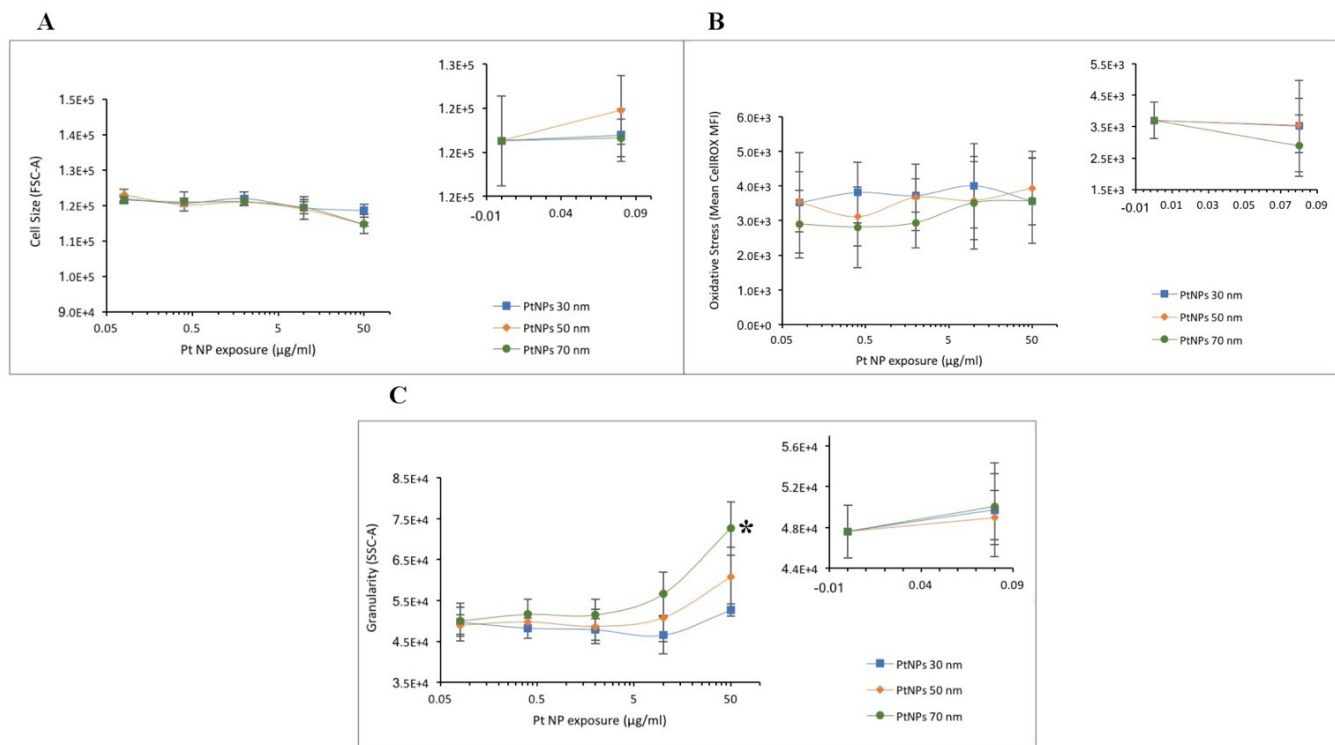 A
Cell Size (FSC-A)
1.5E+5
1.4E+5
1.3E+5
1.2E+5
1.1E+5
1.0E+5
9.0E+4
0.05
0.5
5
50
Pt NP exposure (µg/ml)
1.3E+5
1.2E+5
1.2E+5
1.2E+5
-0.01
0.04
0.09
PtNPs 30 nm
PtNPs 50 nm
PtNPs 70 nm
B
Oxidative Stress (Mean CellROX MFI)
6.0E+3
5.0E+3
4.0E+3
3.0E+3
2.0E+3
1.0E+3
0.0E+0
0.05
0.5
5
50
Pt NP exposure (µg/ml)
5.5E+3
4.5E+3
3.5E+3
2.5E+3
1.5E+3
-0.01
0.01
0.03
0.05
0.07
0.09
PtNPs 30 nm
PtNPs 50 nm
PtNPs 70 nm
C
Granularity (SSC-A)
8.5E+4
7.5E+4
6.5E+4
5.5E+4
4.5E+4
3.5E+4
0.05
0.5
5
50
*
Pt NP exposure (µg/ml)
5.6E+4
5.2E+4
4.8E+4
4.4E+4
-0.01
0.04
0.09
PtNPs 30 nm
PtNPs 50 nm
PtNPs 70 nm